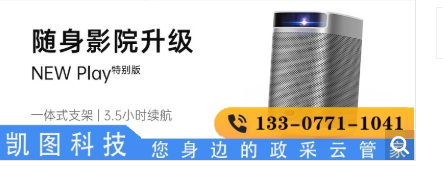 随身影院升级
NEW Play特别版
一体式支架 | 3.5小时续航
133-0771-1041
凯图科技 您身边的政采云管家